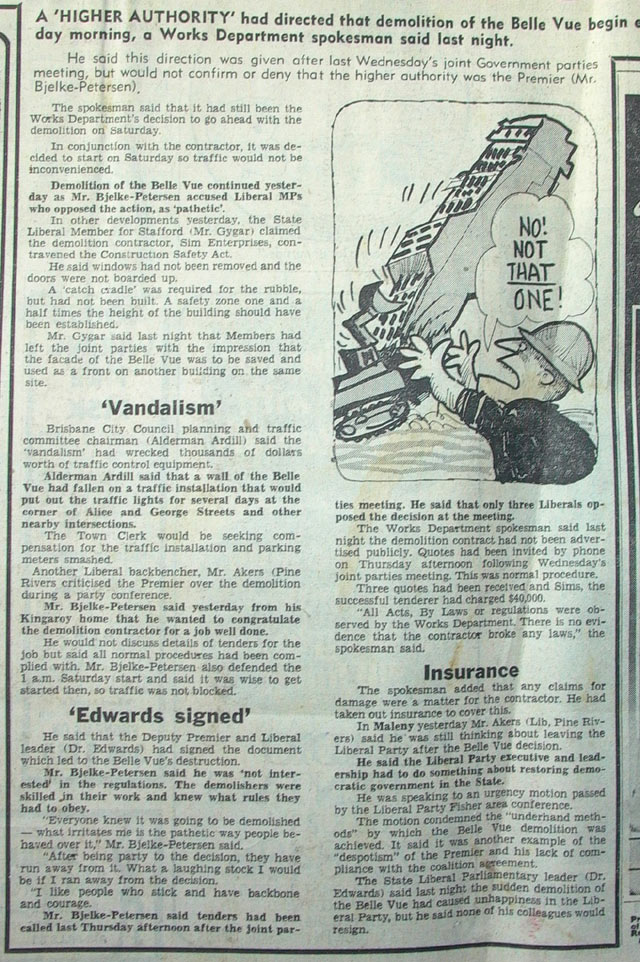 A 'HIGHER AUTHORITY' had directed that demolition of the Belle Vue begin
day morning, a Works Department spokesman said last night.
He said this direction was given after last Wednesday's joint Government parties
meeting, but would not confirm or deny that the higher authority was the Premier (Mr.
Bjelke-Petersen).
The spokesman said that it had still been the
Works Department's decision to go ahead with the
demolition on Saturday.
In conjunction with the contractor, it was de-
cided to start on Saturday so traffic would not be
inconvenienced.
Demolition of the Belle Vue continued yester-
day as Mr. Bjelke-Petersen accused Liberal MPs
who opposed the action, as 'pathetic'.
In other developments yesterday, the State
Liberal Member for Stafford (Mr. Gygar) claimed
the demolition contractor, Sim Enterprises, con-
travened the Construction Safety Act.
He said windows had not been removed and the
doors were not boarded up.
A 'catch cradle' was required for the rubble,
but had not been built. A safety zone one and a
half times the height of the building should have
been established.
Mr. Gygar said last night that Members had
left the joint parties with the impression that
the facade of the Belle Vue was to be saved and
used as a front on another building on the same
site.
'Vandalism'
Brisbane City Council planning and traffic
committee chairman (Alderman Ardill) said the
'vandalism' had wrecked thousands of dollars
worth of traffic control equipment.
Alderman Ardill said that a wall of the Belle
Vue had fallen on a traffic installation that would
put out the traffic lights for several days at the
corner of Alice and George Streets and other
nearby intersections.
The Town Clerk would be seeking com-
pensation for the traffic installation and parking
meters smashed.
Another Liberal backbencher, Mr. Akers (Pine
Rivers criticised the Premier over the demolition
during a party conference.
Mr. Bjelke-Petersen said yesterday from his
Kingaroy home that he wanted to congratulate
the demolition contractor for a job well done.
He would not discuss details of tenders for the
job but said all normal procedures had been com-
plied with. Mr. Bjelke-Petersen also defended the
1 a.m. Saturday start and said it was wise to get
started then, so traffic was not blocked.
'Edwards signed'
He said that the Deputy Premier and Liberal
leader (Dr. Edwards) had signed the document
which led to the Belle Vue's destruction.
Mr. Bjelke-Petersen said he was 'not inter-
ested' in the regulations. The demolishers were
skilled in their work and knew what rules they
had to obey.
"Everyone knew it was going to be demolished
— what irritates me is the pathetic way people be-
haved over it," Mr. Bjelke-Petersen said.
"After being party to the decision, they have
run away from it. What a laughing stock I would
be if I ran away from the decision.
"I like people who stick and have backbone
and courage.
Mr. Bjelke-Petersen said tenders had been
called last Thursday afternoon after the joint par-
NO!
NOT
THAT
ONE!
ties meeting. He said that only three Liberals op-
posed the decision at the meeting.
The Works Department spokesman said last
night the demolition contract had not been adver-
tised publicly. Quotes had been invited by phone
on Thursday afternoon following Wednesday's
joint parties meeting. This was normal procedure.
Three quotes had been received and Sims, the
successful tenderer had charged $40,000.
"All Acts, By Laws or regulations were ob-
served by the Works Department. There is no evi-
dence that the contractor broke any laws," the
spokesman said.
Insurance
The spokesman added that any claims for
damage were a matter for the contractor. He had
taken out insurance to cover this.
In Maleny yesterday Mr. Akers (Lib, Pine Riv-
ers) said he was still thinking about leaving the
Liberal Party after the Belle Vue decision.
He said the Liberal Party executive and lead-
ership had to do something about restoring demo-
cratic government in the State.
He was speaking to an urgency motion passed
by the Liberal Party Fisher area conference.
The motion condemned the "underhand meth-
ods" by which the Belle Vue demolition was
achieved. It said it was another example of the
"despotism" of the Premier and his lack of com-
pliance with the coalition agreement.
The State Liberal Parliamentary leader (Dr.
Edwards) said last night the sudden demolition of
the Belle Vue had caused unhappiness in the Lib-
eral Party, but he said none of his colleagues would
resign.